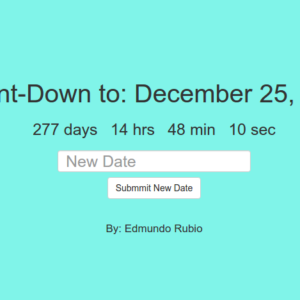 nt-Down to: December 25,
277 days 14 hrs 48 min 10 sec
New Date
Submmit New Date
By: Edmundo Rubio